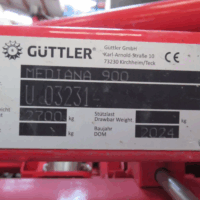 GÜTTLER
Güttler GmbH
Karl Arnold Straße 10
73230 Kirchheim/Teck
MEDIANA 900
U 03231
2700 kg
Stützlast
Drawbar Weight
kg
Baujahr
DOM
2024